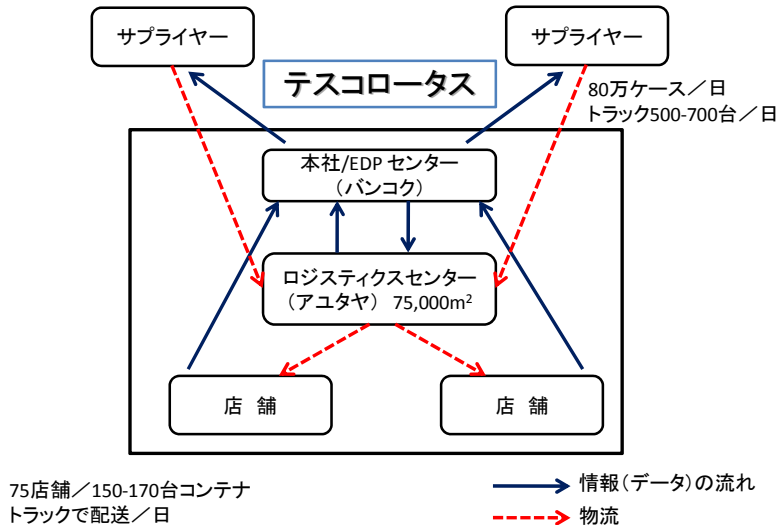 サプライヤー
サプライヤー
テスコロータス
80万ケース／日
トラック500-700台／日
本社/EDP センター
（バンコク）
ロジスティクスセンター
（アユタヤ） 75,000m²
店 舗
店 舗
75店舗／150-170台コンテナ
トラックで配送／日
情報（データ）の流れ
物流